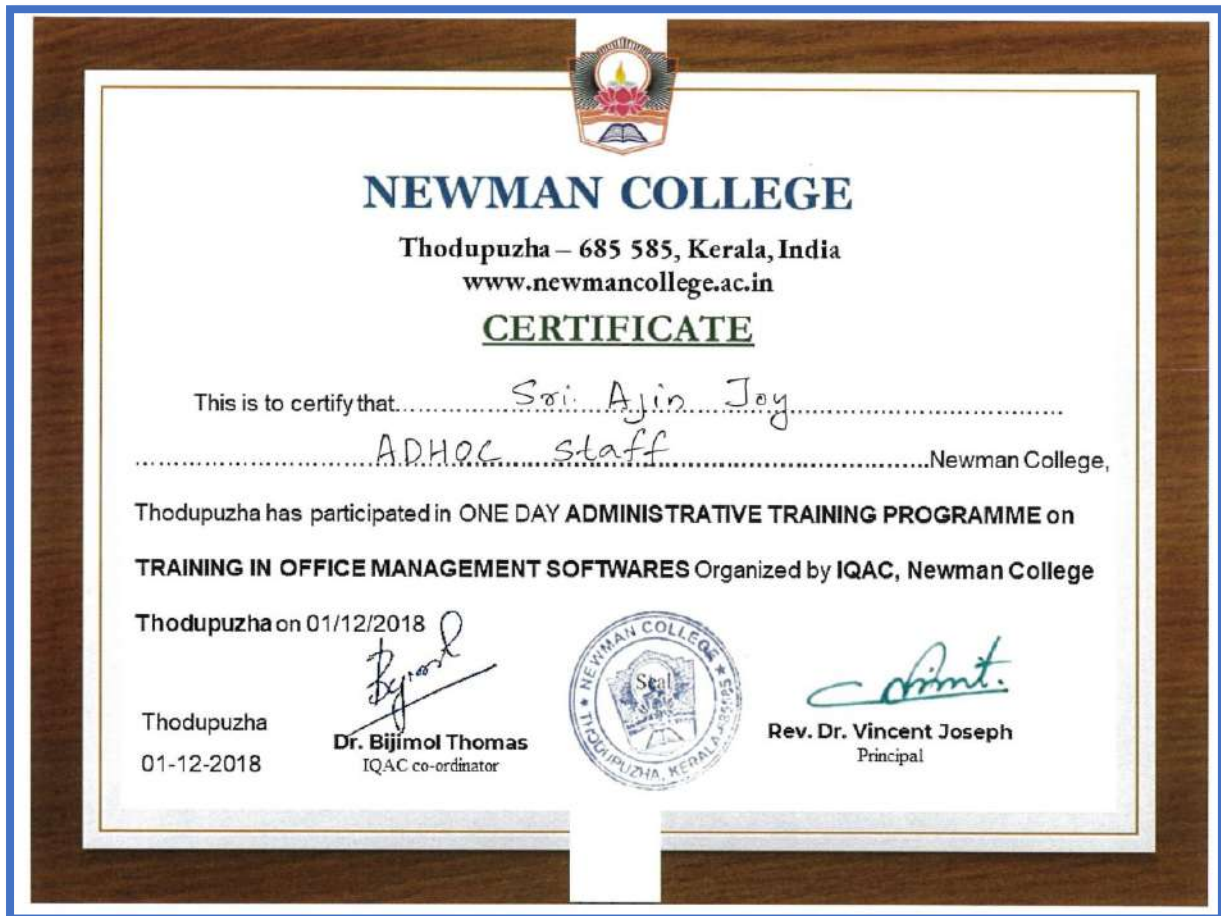 NEWMAN COLLEGE
Thodupuzha – 685 585, Kerala, India
www.newmancollege.ac.in
CERTIFICATE
This is to certify that.............Sri. Ajin Joy.............
.............ADHOC Staff.............Newman College,
Thodupuzha has participated in ONE DAY ADMINISTRATIVE TRAINING PROGRAMME on
TRAINING IN OFFICE MANAGEMENT SOFTWARES Organized by IQAC, Newman College
Thodupuzha on 01/12/2018
Thodupuzha
01-12-2018
Dr. Bijimol Thomas
IQAC co-ordinator
NEWMAN COLLEGE
Seal
THODUPUZHA, KERALA-685585
Rev. Dr. Vincent Joseph
Principal